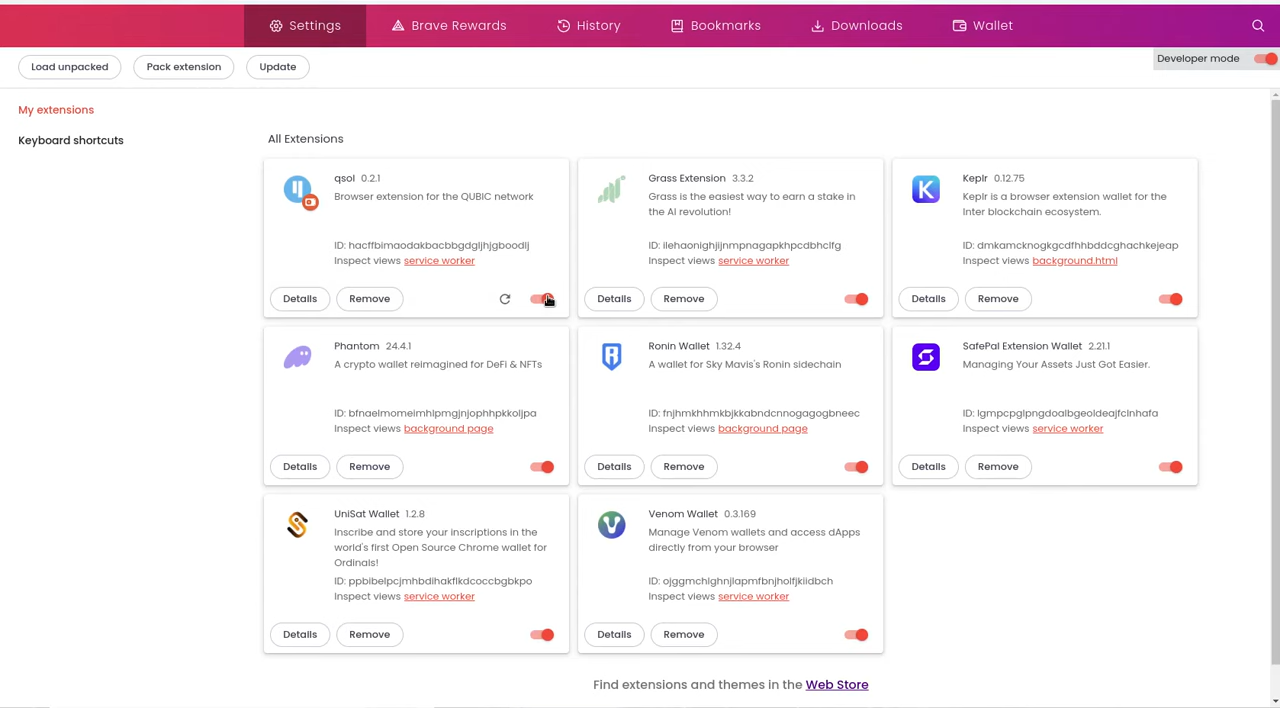 Settings
Brave Rewards
History
Bookmarks
Downloads
Wallet
Load unpacked
Pack extension
Update
Developer mode
My extensions
Keyboard shortcuts
All Extensions
qsol 0.2.1
Browser extension for the QUBIC network
ID: hacffbimaodakbacbbgdgljhjgboodlj
Inspect views service worker
Details
Remove
Grass Extension 3.3.2
Grass is the easiest way to earn a stake in
the Ai revolution!
ID: ilehaonighjijnmpnagapkhpcdbhclfg
Inspect views service worker
Details
Remove
Keplr 0.12.75
Keplr is a browser extension wallet for the
Inter blockchain ecosystem.
ID: dmkamcknogkgcdfhhbddcghachkejeap
Inspect views background.html
Details
Remove
Phantom 24.4.1
A crypto wallet reimagined for DeFi & NFTs
ID: bfnaelmomeimhlpmgjnjophhpkkoljpa
Inspect views background page
Details
Remove
Ronin Wallet 1.32.4
A wallet for Sky Mavis's Ronin sidechain
ID: fnjhmkhhmkbjkkabndcnnogagogbneec
Inspect views background page
Details
Remove
SafePal Extension Wallet 2.21.1
Managing Your Assets Just Got Easier.
ID: lgmpcpglpngdoalbgeoldeajfclnhafa
Inspect views service worker
Details
Remove
UniSat Wallet 1.2.8
Inscribe and store your inscriptions in the
world's first Open Source Chrome wallet for
Ordinals!
ID: ppbibelpcjmhbdihakflkdcoccbgbkpo
Inspect views service worker
Details
Remove
Venom Wallet 0.3.169
Manage Venom wallets and access dApps
directly from your browser
ID: ojggmchlghnjlapmfbnjholfjkiidbch
Inspect views service worker
Details
Remove
Find extensions and themes in the Web Store